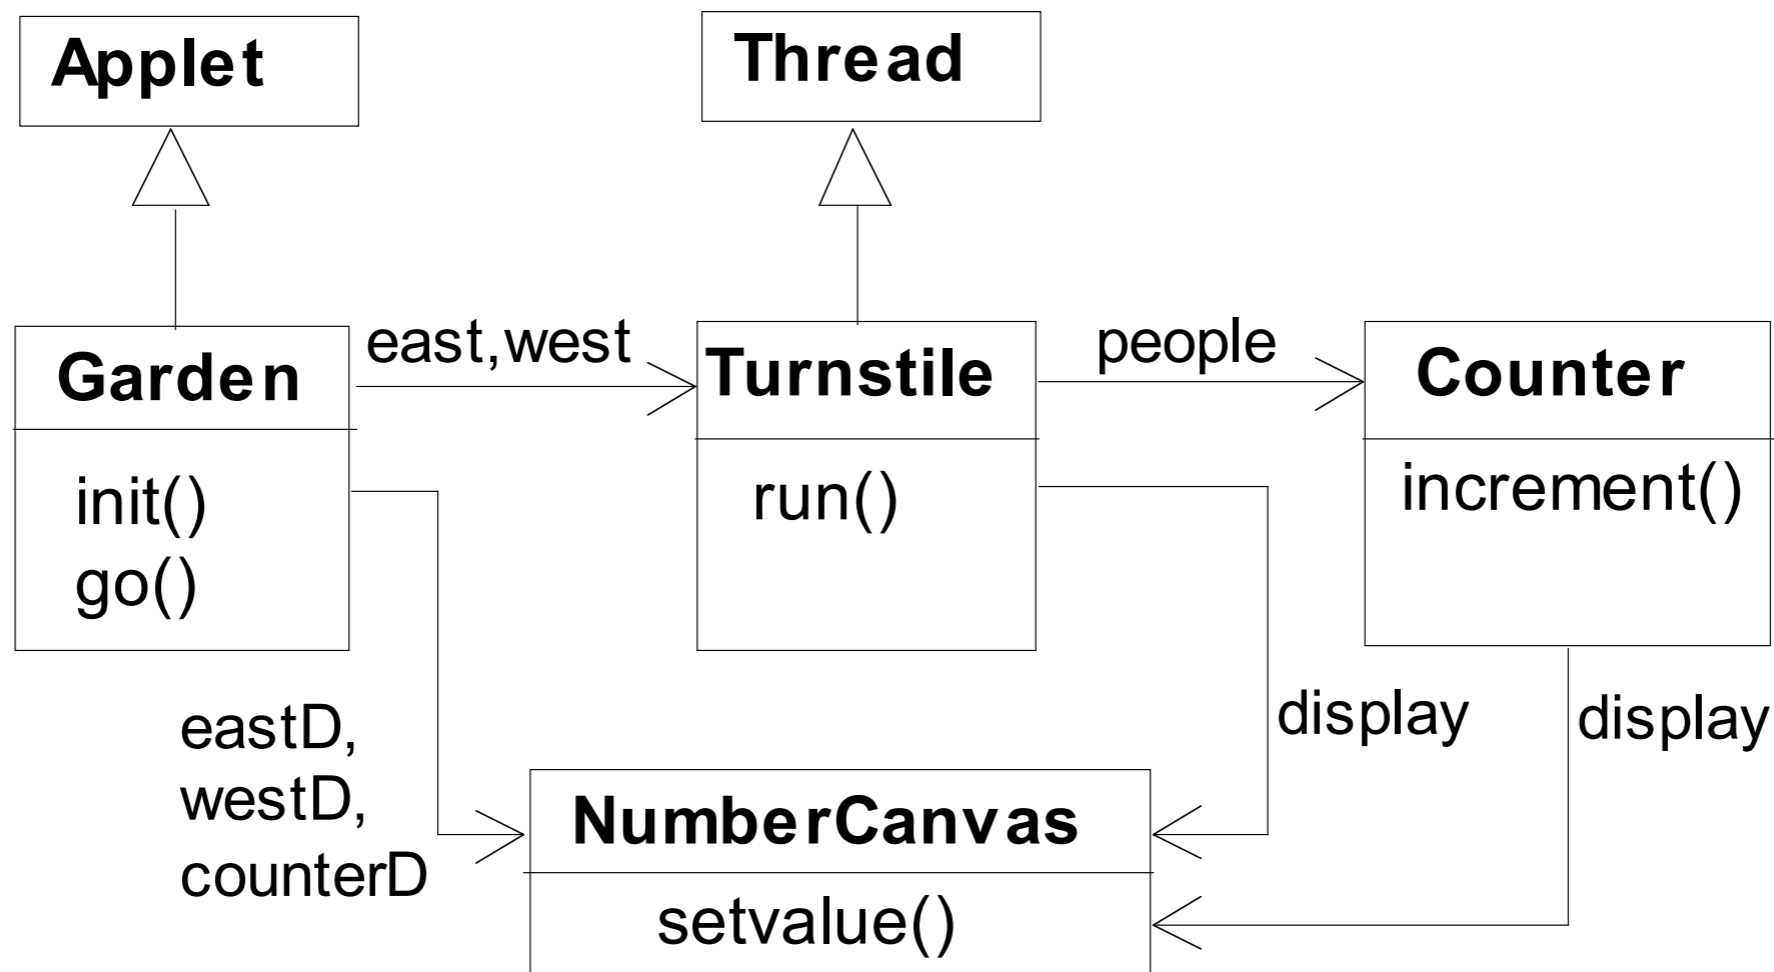 Applet
Thread
Garden
init()
go()
east,west
Turnstile
run()
people
Counter
increment()
eastD,
westD,
counterD
display
display
NumberCanvas
setvalue()